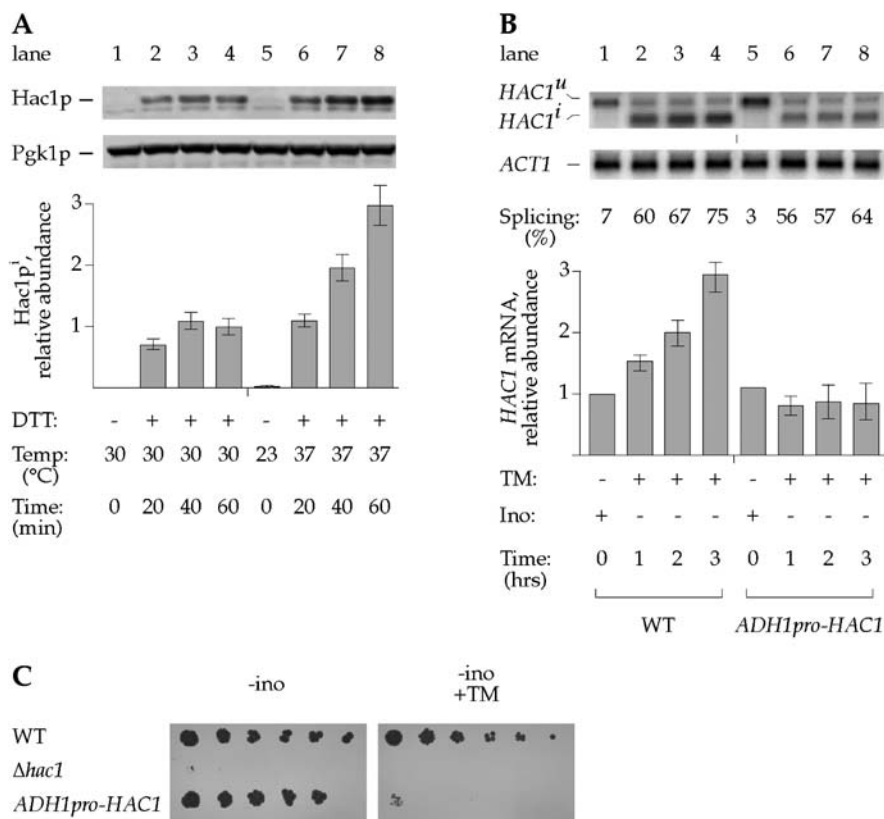 A
lane 1 2 3 4 5 6 7 8
Hac1p –
Pgk1p –
3
2
1
Hac1pⁱ,
relative abundance
DTT: - + + + - + + +
Temp: 30 30 30 30 23 37 37 37
(°C)
Time: 0 20 40 60 0 20 40 60
(min)
B
lane 1 2 3 4 5 6 7 8
HAC1ᵘ
HAC1ⁱ
ACT1 –
Splicing: 7 60 67 75 3 56 57 64
(%)
3
2
1
HAC1 mRNA,
relative abundance
TM: - + + + - + + +
Ino: + - - - + - - -
Time: 0 1 2 3 0 1 2 3
(hrs)
WT ADH1pro-HAC1
C
-ino -ino
+TM
WT
Δhac1
ADH1pro-HAC1